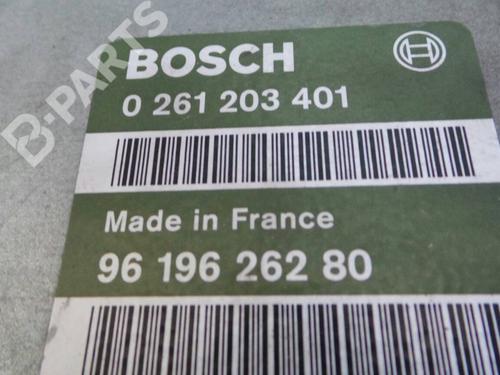 B-PARTS
BOSCH
0 261 203 401
Made in France
96 196 262 80